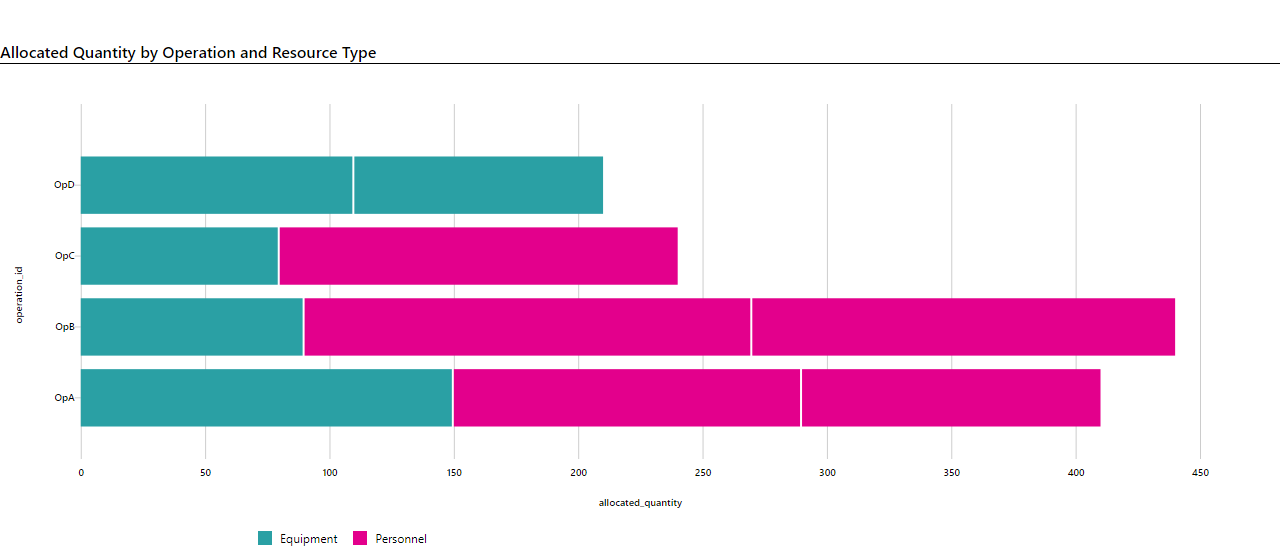 Allocated Quantity by Operation and Resource Type
OpD
OpC
OpB
OpA
operation_id
0 50 100 150 200 250 300 350 400 450
allocated_quantity
Equipment Personnel